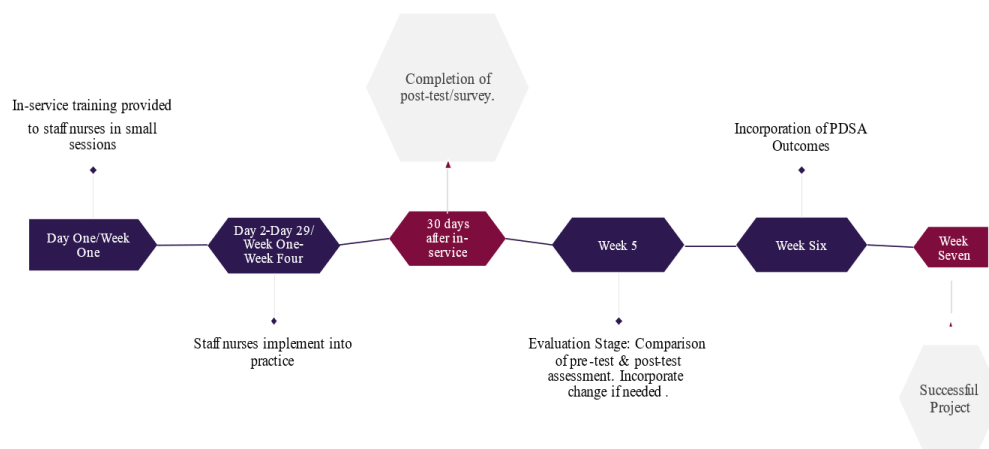 Completion of
post-test/survey.
In-service training provided
to staff nurses in small
sessions
Incorporation of PDSA
Outcomes
Day One/Week
One
Day 2-Day 29/
Week One-
Week Four
30 days
after in-
service
Week 5
Week Six
Week
Seven
Staff nurses implement into
practice
Evaluation Stage: Comparison
of pre-test & post-test
assessment. Incorporate
change if needed .
Successful
Project